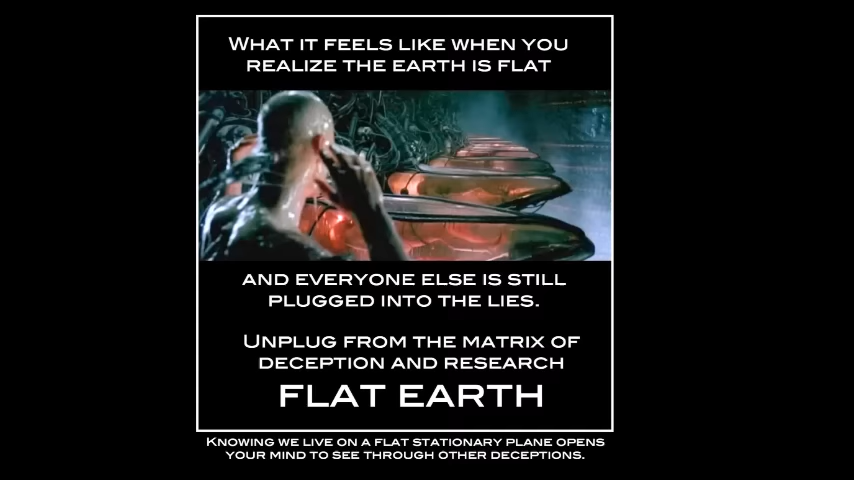 What it feels like when you
realize the earth is flat
and everyone else is still
plugged into the lies.
Unplug from the matrix of
deception and research
FLAT EARTH
Knowing we live on a flat stationary plane opens
your mind to see through other deceptions.